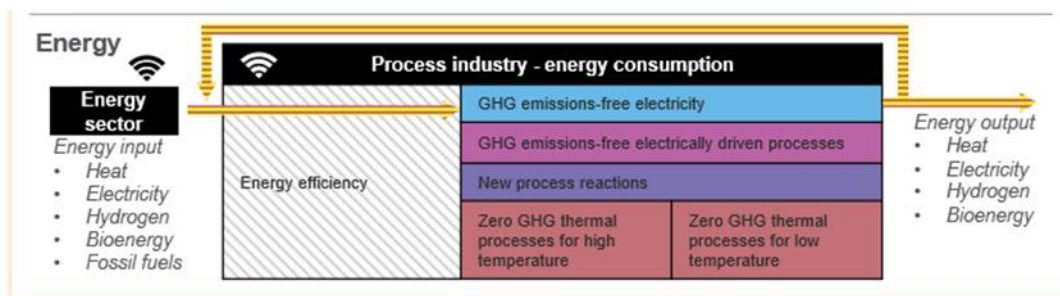 Energy
Energy
sector
Energy input
• Heat
• Electricity
• Hydrogen
• Bioenergy
• Fossil fuels
Process industry - energy consumption
Energy efficiency
GHG emissions-free electricity
GHG emissions-free electrically driven processes
New process reactions
Zero GHG thermal
processes for high
temperature
Zero GHG thermal
processes for low
temperature
Energy output
• Heat
• Electricity
• Hydrogen
• Bioenergy